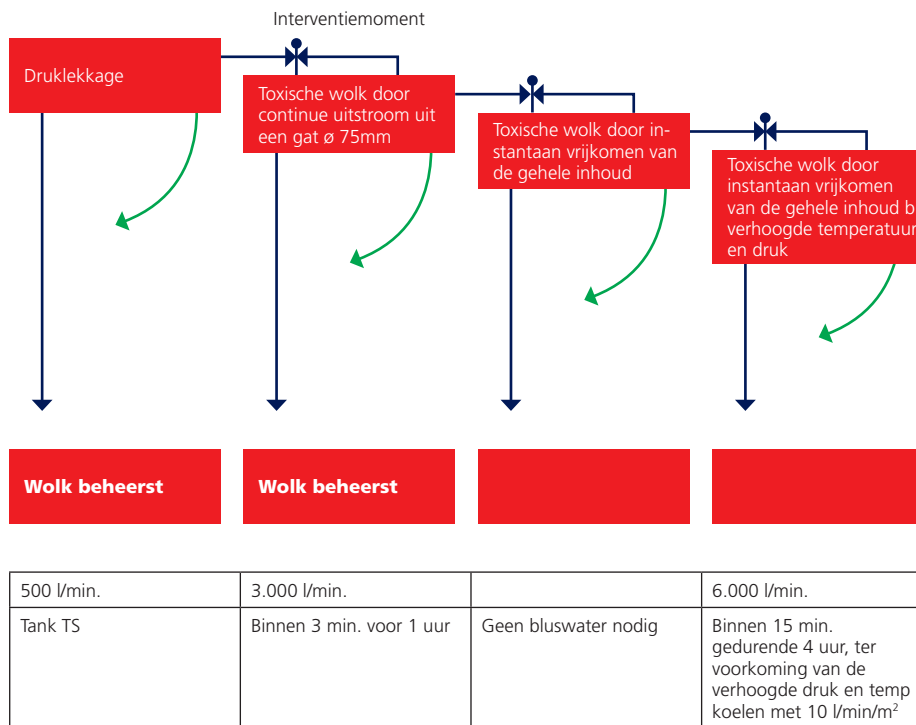 Interventiemoment
Druklekkage
Toxische wolk door
continue uitstroom uit
een gat ø 75mm
Toxische wolk door in-
stantaan vrijkomen van
de gehele inhoud
Toxische wolk door
instantaan vrijkomen
van de gehele inhoud b
verhoogde temperatuur
en druk
Wolk beheerst
Wolk beheerst
500 l/min.
3.000 l/min.
6.000 l/min.
Tank TS
Binnen 3 min. voor 1 uur
Geen bluswater nodig
Binnen 15 min.
gedurende 4 uur, ter
voorkoming van de
verhoogde druk en temp
koelen met 10 l/min/m²